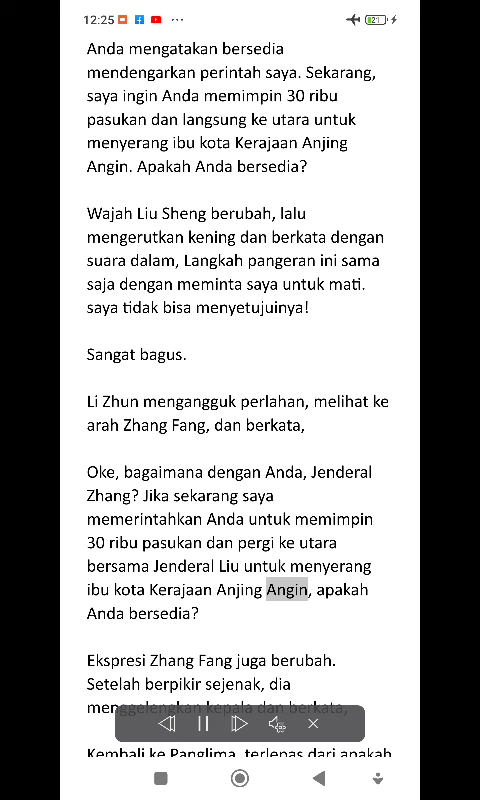 12:25
21
Anda mengatakan bersedia
mendengarkan perintah saya. Sekarang,
saya ingin Anda memimpin 30 ribu
pasukan dan langsung ke utara untuk
menyerang ibu kota Kerajaan Anjing
Angin. Apakah Anda bersedia?
Wajah Liu Sheng berubah, lalu
mengerutkan kening dan berkata dengan
suara dalam, Langkah pangeran ini sama
saja dengan meminta saya untuk mati.
saya tidak bisa menyetujuinya!
Sangat bagus.
Li Zhun mengangguk perlahan, melihat ke
arah Zhang Fang, dan berkata,
Oke, bagaimana dengan Anda, Jenderal
Zhang? Jika sekarang saya
memerintahkan Anda untuk memimpin
30 ribu pasukan dan pergi ke utara
bersama Jenderal Liu untuk menyerang
ibu kota Kerajaan Anjing Angin, apakah
Anda bersedia?
Ekspresi Zhang Fang juga berubah.
Setelah berpikir sejenak, dia
menggelengkan kepala dan berkata,
Kembali ke Panglima, terlepas dari apakah